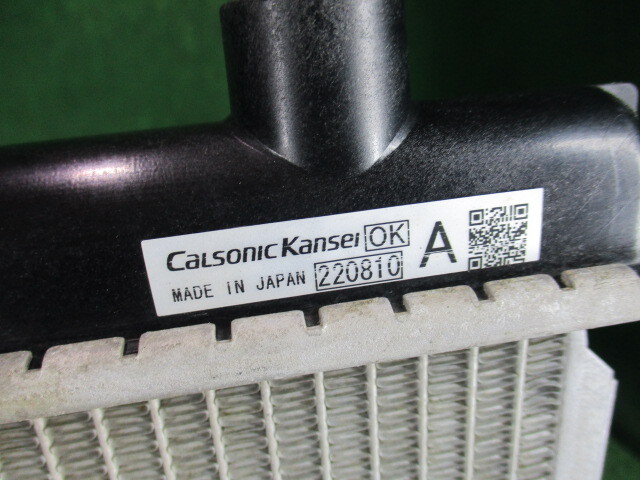 Calsonic Kansei OK A
MADE IN JAPAN 220810